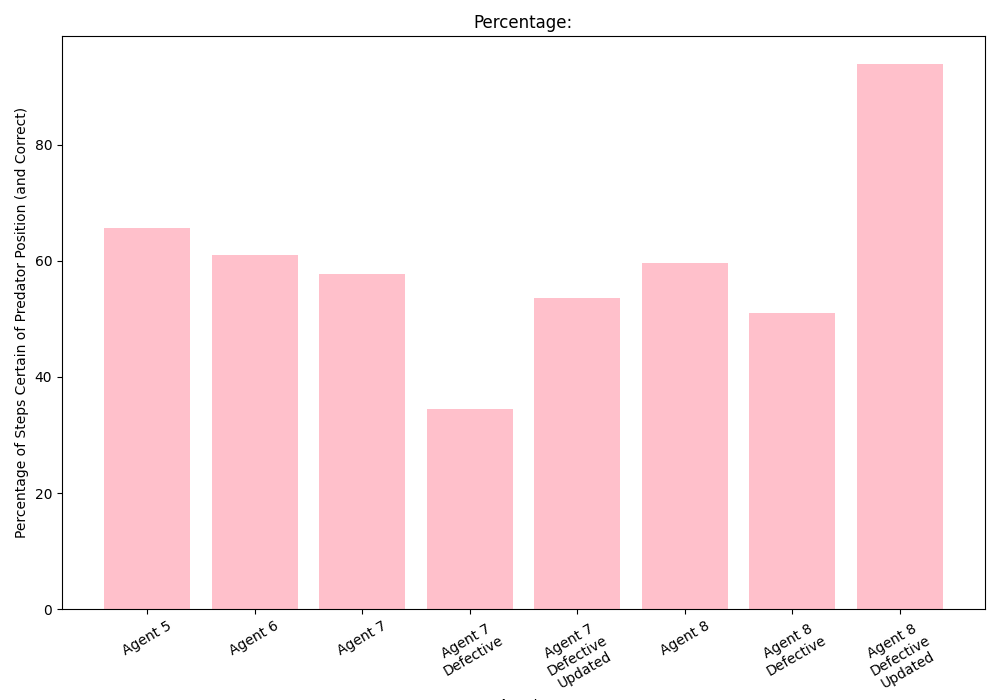 Percentage:
Percentage of Steps Certain of Predator Position (and Correct)
80
60
40
20
0
Agent 5
Agent 6
Agent 7
Agent 7
Defective
Agent 7
Defective
Updated
Agent 8
Agent 8
Defective
Agent 8
Defective
Updated